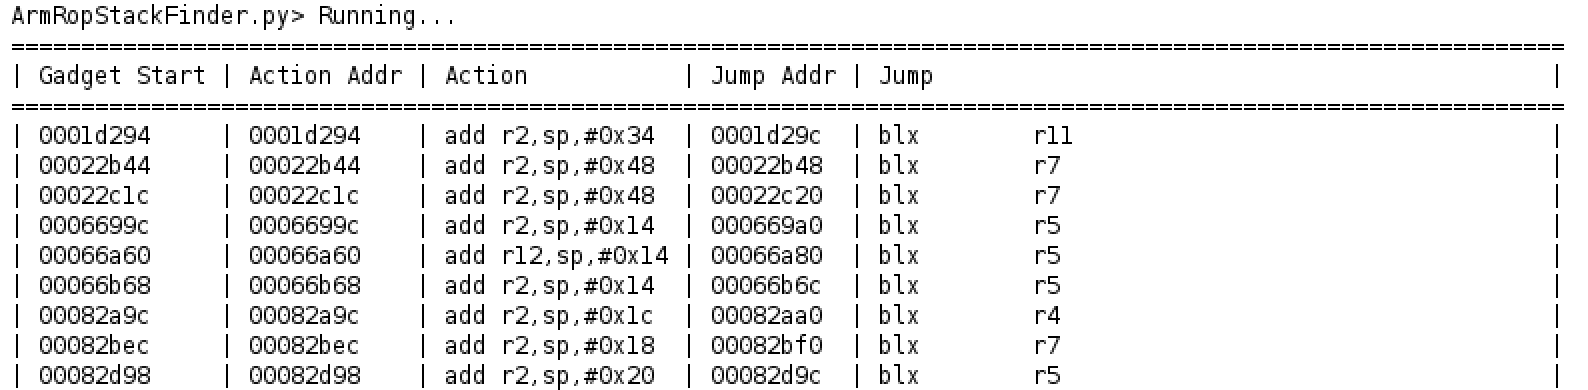 ArmRopStackFinder.py> Running...
===============================================================================================================
| Gadget Start | Action Addr | Action           | Jump Addr | Jump                                            |
===============================================================================================================
| 0001d294     | 0001d294    | add r2,sp,#0x34  | 0001d29c  | blx        r11                                  |
| 00022b44     | 00022b44    | add r2,sp,#0x48  | 00022b48  | blx        r7                                   |
| 00022c1c     | 00022c1c    | add r2,sp,#0x48  | 00022c20  | blx        r7                                   |
| 0006699c     | 0006699c    | add r2,sp,#0x14  | 000669a0  | blx        r5                                   |
| 00066a60     | 00066a60    | add r12,sp,#0x14 | 00066a80  | blx        r5                                   |
| 00066b68     | 00066b68    | add r2,sp,#0x14  | 00066b6c  | blx        r5                                   |
| 00082a9c     | 00082a9c    | add r2,sp,#0x1c  | 00082aa0  | blx        r4                                   |
| 00082bec     | 00082bec    | add r2,sp,#0x18  | 00082bf0  | blx        r7                                   |
| 00082d98     | 00082d98    | add r2,sp,#0x20  | 00082d9c  | blx        r5                                   |